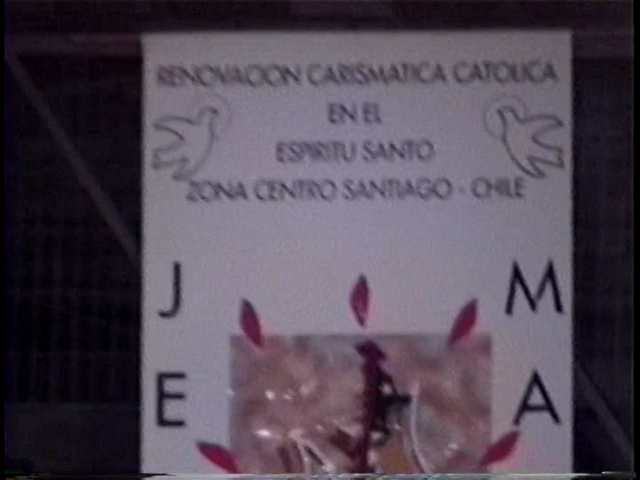 RENOVACION CARISMATICA CATOLICA
EN EL
ESPIRITU SANTO
ZONA CENTRO SANTIAGO - CHILE
J M
E A